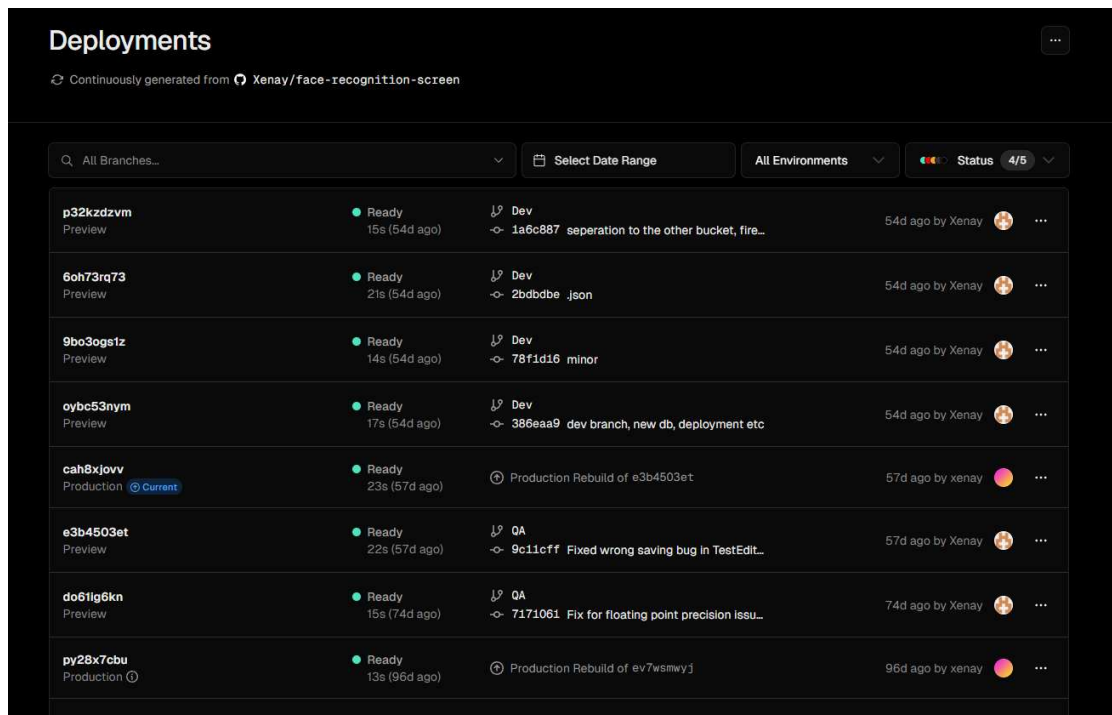 Deployments
Continuously generated from Xenay/face-recognition-screen
All Branches...
Select Date Range
All Environments
Status 4/5
p32kzdzvm
Preview
Ready
15s (54d ago)
Dev
1a6c887 seperation to the other bucket, fire...
54d ago by Xenay
6oh73rq73
Preview
Ready
21s (54d ago)
Dev
2bdbdbe .json
54d ago by Xenay
9bo3ogs1z
Preview
Ready
14s (54d ago)
Dev
78f1d16 minor
54d ago by Xenay
oybc53nym
Preview
Ready
17s (54d ago)
Dev
386eaa9 dev branch, new db, deployment etc
54d ago by Xenay
cah8xjovv
Production Current
Ready
23s (57d ago)
Production Rebuild of e3b4503et
57d ago by xenay
e3b4503et
Preview
Ready
22s (57d ago)
QA
9c11cff Fixed wrong saving bug in TestEdit...
57d ago by Xenay
do61ig6kn
Preview
Ready
15s (74d ago)
QA
7171061 Fix for floating point precision issu...
74d ago by Xenay
py28x7cbu
Production
Ready
13s (96d ago)
Production Rebuild of ev7wsmwyj
96d ago by xenay